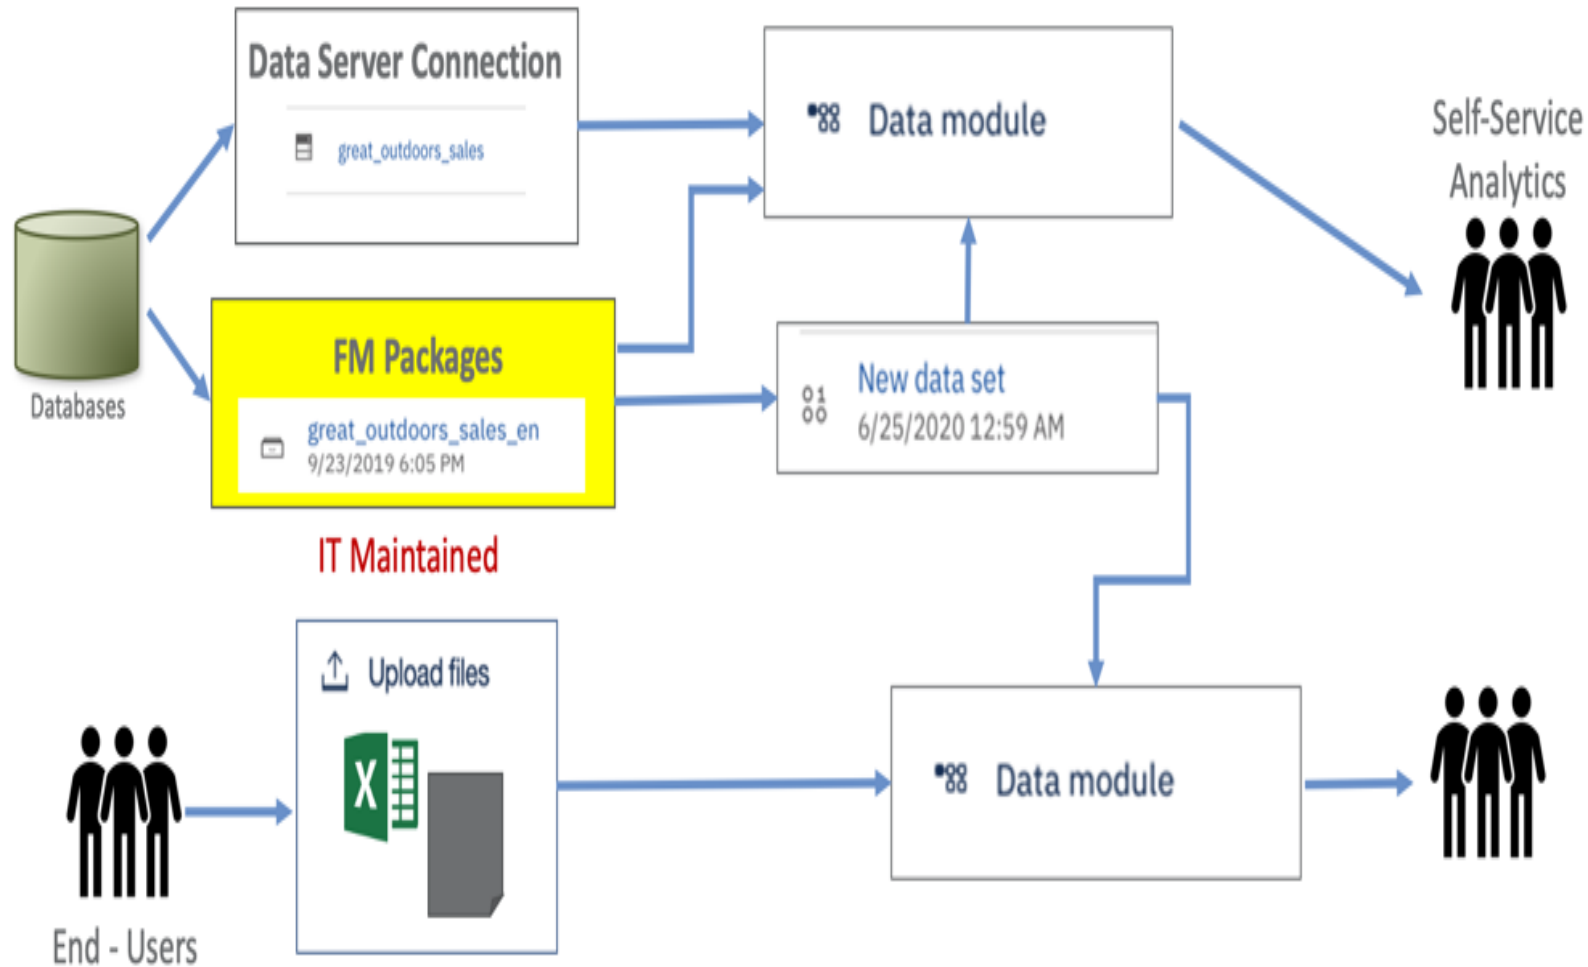 Data Server Connection
great_outdoors_sales
Data module
Self-Service
Analytics
Databases
FM Packages
great_outdoors_sales_en
9/23/2019 6:05 PM
New data set
6/25/2020 12:59 AM
IT Maintained
Upload files
X
Data module
End - Users